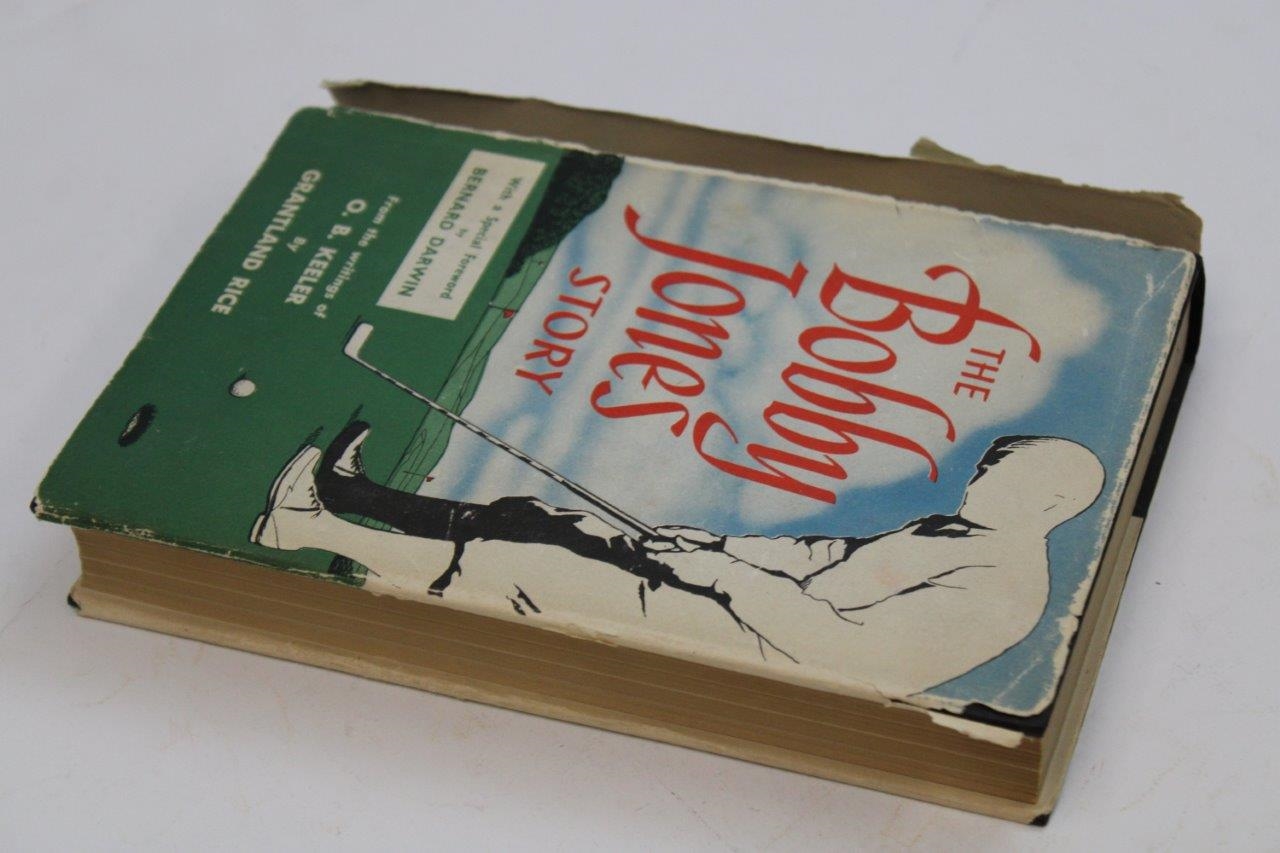 THE
Bobby
Jones
STORY
With a Special Foreword
by
BERNARD DARWIN
From the writings of
O. B. KEELER
By
GRANTLAND RICE